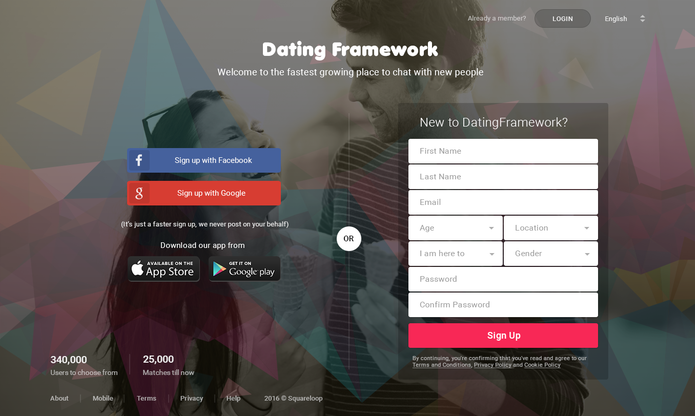 Already a member?
LOGIN
English
Dating Framework
Welcome to the fastest growing place to chat with new people
Sign up with Facebook
Sign up with Google
(It's just a faster sign up, we never post on your behalf)
Download our app from
AVAILABLE ON THE
App Store
GET IT ON
Google play
OR
New to DatingFramework?
First Name
Last Name
Email
Age
Location
I am here to
Gender
Password
Confirm Password
Sign Up
By continuing, you're confirming that you've read and agree to our
Terms and Conditions, Privacy Policy and Cookie Policy
340,000
Users to choose from
25,000
Matches till now
About
Mobile
Terms
Privacy
Help
2016 © Squareloop